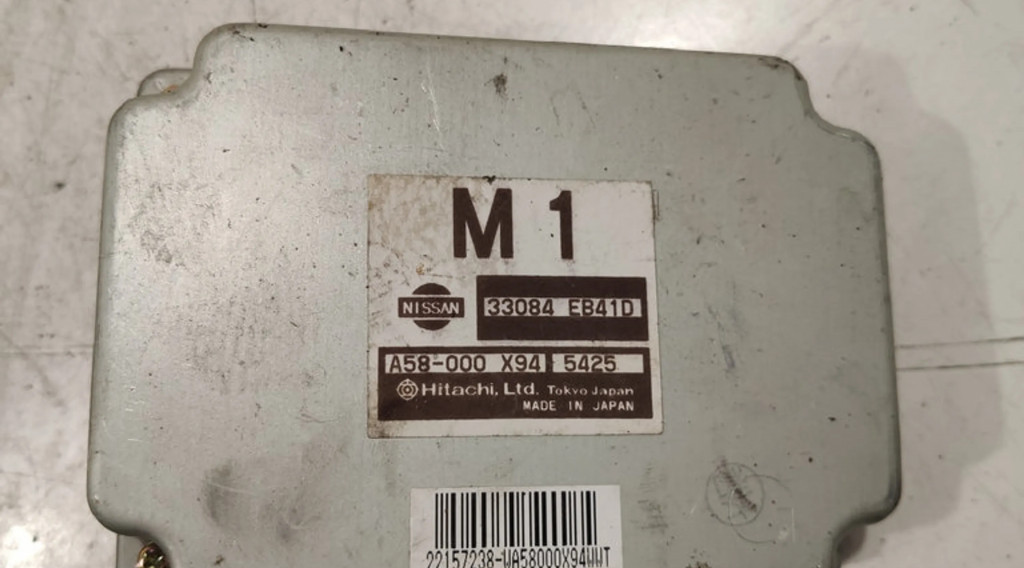 M 1
NISSAN 33084 EB41D
A58-000 X94 5425
Hitachi, Ltd. Tokyo Japan
MADE IN JAPAN
22157238-WA58000X94WWT